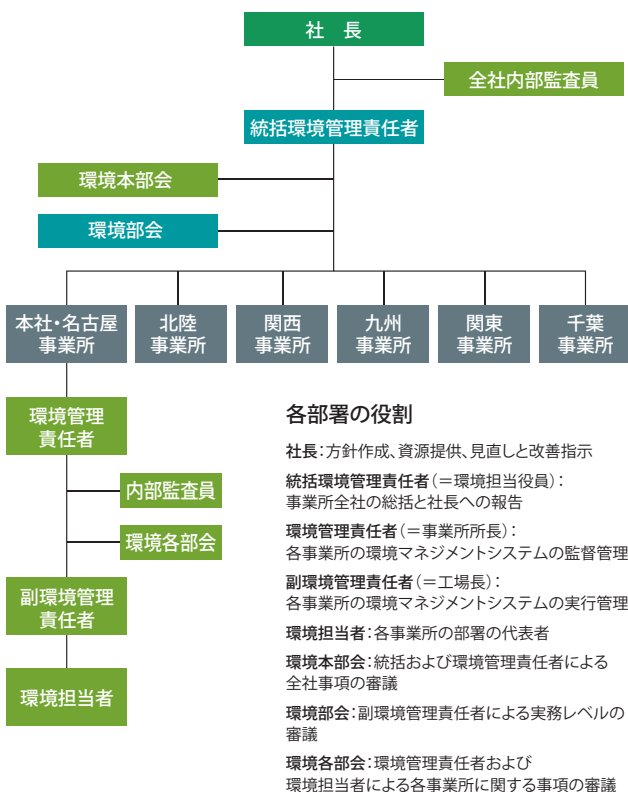 社　長
全社内部監査員
統括環境管理責任者
環境本部会
環境部会
本社・名古屋
事業所
北陸
事業所
関西
事業所
九州
事業所
関東
事業所
千葉
事業所
環境管理
責任者
内部監査員
環境各部会
副環境管理
責任者
環境担当者
各部署の役割
社長：方針作成、資源提供、見直しと改善指示
統括環境管理責任者（＝環境担当役員）：
事業所全社の総括と社長への報告
環境管理責任者（＝事業所所長）：
各事業所の環境マネジメントシステムの監督管理
副環境管理責任者（＝工場長）：
各事業所の環境マネジメントシステムの実行管理
環境担当者：各事業所の部署の代表者
環境本部会：統括および環境管理責任者による
全社事項の審議
環境部会：副環境管理責任者による実務レベルの
審議
環境各部会：環境管理責任者および
環境担当者による各事業所に関する事項の審議